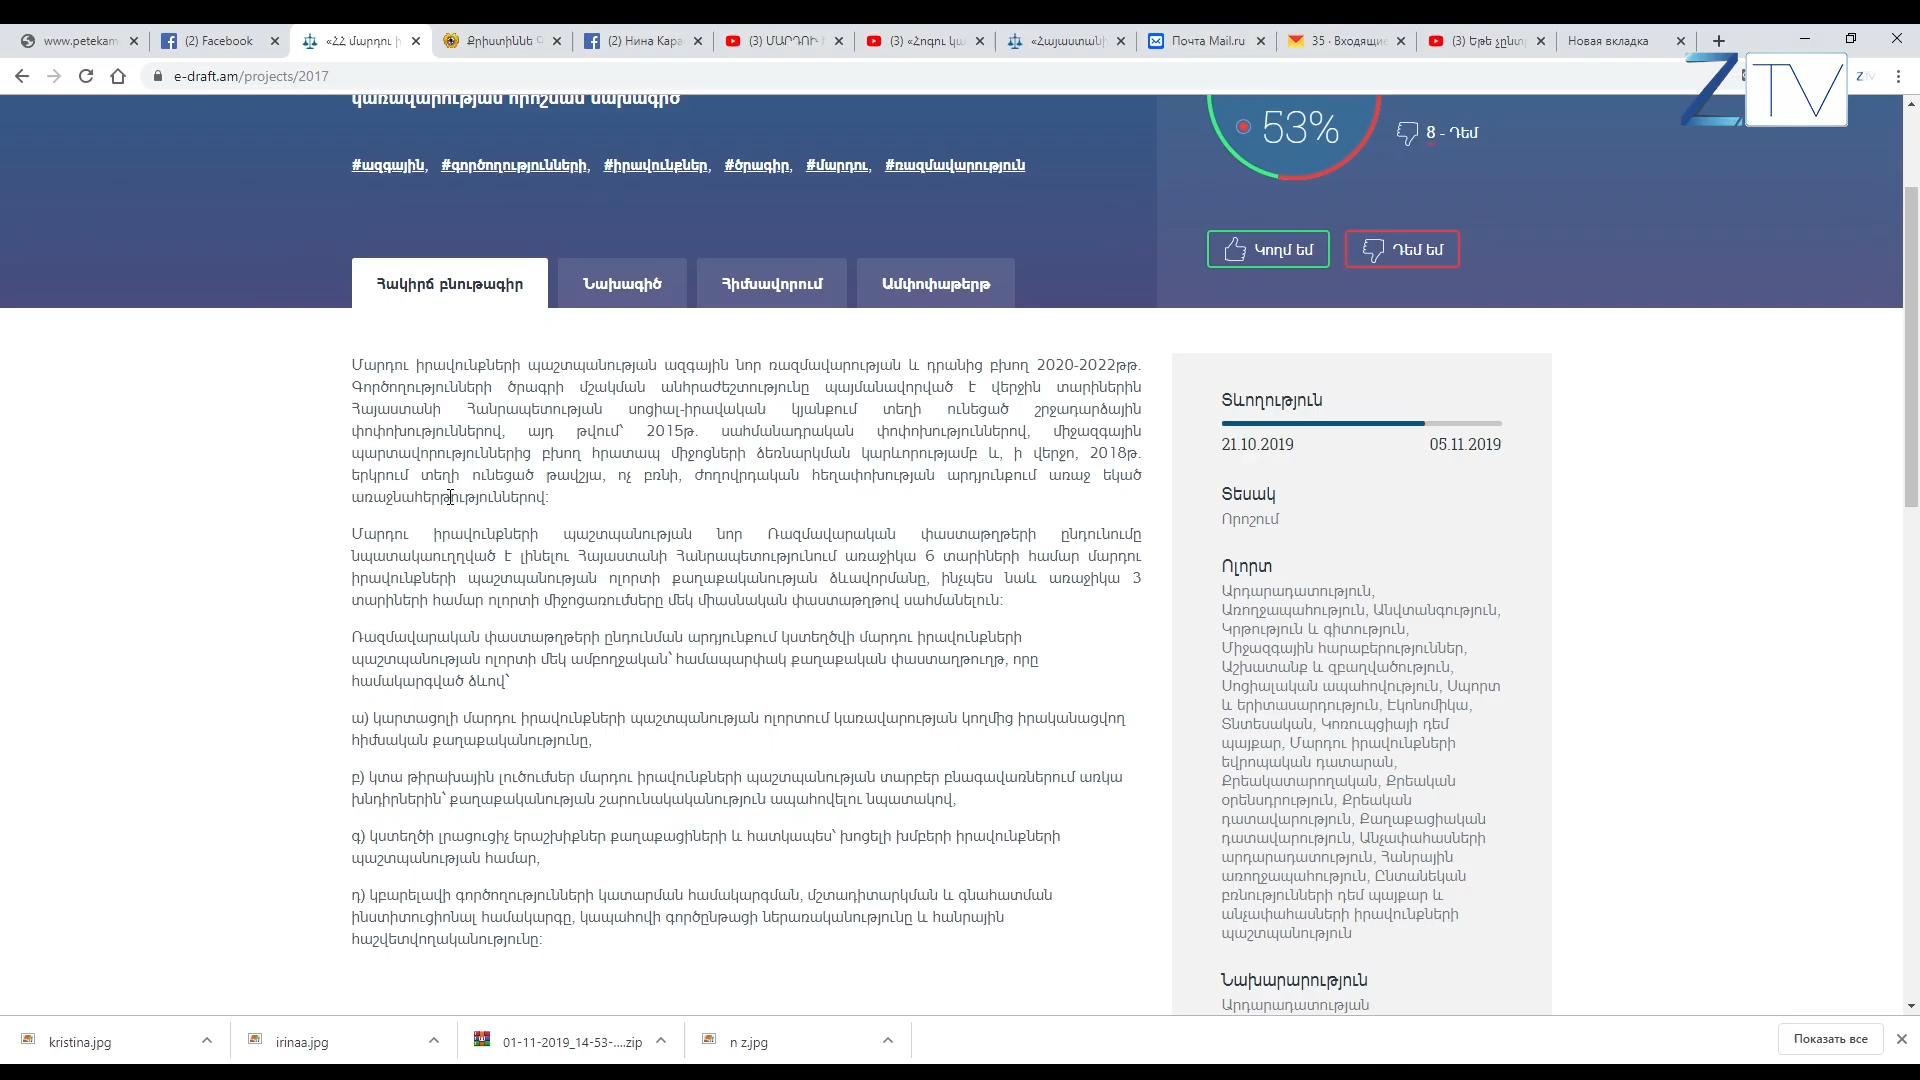 www.petekam
(2) Facebook
«ՀՀ մարդու ի
Քրիստիննե
(2) Нина Кара
(3) ՄԱՐԴՈՒ
(3) «Հոգու կա
«Հայաստանի
Почта Mail.ru
35 · Входящие
(3) Եթե չընտր
Новая вкладка
e-draft.am/projects/2017
Z TV
կառավարության որոշման նախագիծ
53%
8 - Դեմ
#ազգային, #գործողությունների, #իրավունքներ, #ծրագիր, #մարդու, #ռազմավարություն
Կողմ եմ
Դեմ եմ
Հակիրճ բնութագիր
Նախագիծ
Հիմնավորում
Ամփոփաթերթ
Մարդու իրավունքների պաշտպանության ազգային նոր ռազմավարության և դրանից բխող 2020-2022թթ.
Գործողությունների ծրագրի մշակման անհրաժեշտությունը պայմանավորված է վերջին տարիներին
Հայաստանի Հանրապետության սոցիալ-իրավական կյանքում տեղի ունեցած շրջադարձային
փոփոխություններով, այդ թվում՝ 2015թ. սահմանադրական փոփոխություններով, միջազգային
պարտավորություններից բխող հրատապ միջոցների ձեռնարկման կարևորությամբ և, ի վերջո, 2018թ.
երկրում տեղի ունեցած թավշյա, ոչ բռնի, ժողովրդական հեղափոխության արդյունքում առաջ եկած
առաջնահերթություններով:
Մարդու իրավունքների պաշտպանության նոր Ռազմավարական փաստաթղթերի ընդունումը
նպատակաուղղված է լինելու Հայաստանի Հանրապետությունում առաջիկա 6 տարիների համար մարդու
իրավունքների պաշտպանության ոլորտի քաղաքականության ձևավորմանը, ինչպես նաև առաջիկա 3
տարիների համար ոլորտի միջոցառումները մեկ միասնական փաստաթղթով սահմանելուն:
Ռազմավարական փաստաթղթերի ընդունման արդյունքում կստեղծվի մարդու իրավունքների
պաշտպանության ոլորտի մեկ ամբողջական՝ համապարփակ քաղաքական փաստաթուղթ, որը
համակարգված ձևով՝
ա) կարտացոլի մարդու իրավունքների պաշտպանության ոլորտում կառավարության կողմից իրականացվող
հիմնական քաղաքականությունը,
բ) կտա թիրախային լուծումներ մարդու իրավունքների պաշտպանության տարբեր բնագավառներում առկա
խնդիրներին՝ քաղաքականության շարունակականություն ապահովելու նպատակով,
գ) կստեղծի լրացուցիչ երաշխիքներ քաղաքացիների և հատկապես՝ խոցելի խմբերի իրավունքների
պաշտպանության համար,
դ) կբարելավի գործողությունների կատարման համակարգման, մշտադիտարկման և գնահատման
ինստիտուցիոնալ համակարգը, կապահովի գործընթացի ներառականությունը և հանրային
հաշվետվողականությունը:
Տևողություն
21.10.2019 05.11.2019
Տեսակ
Որոշում
Ոլորտ
Արդարադատություն,
Առողջապահություն, Անվտանգություն,
Կրթություն և գիտություն,
Միջազգային հարաբերություններ,
Աշխատանք և զբաղվածություն,
Սոցիալական ապահովություն, Սպորտ
և երիտասարդություն, Էկոնոմիկա,
Տնտեսական, Կոռուպցիայի դեմ
պայքար, Մարդու իրավունքների
եվրոպական դատարան,
Քրեակատարողական, Քրեական
օրենսդրություն, Քրեական
դատավարություն, Քաղաքացիական
դատավարություն, Անչափահասների
արդարադատություն, Հանրային
առողջապահություն, Ընտանեկան
բռնությունների դեմ պայքար և
անչափահասների իրավունքների
պաշտպանություն
Նախարարություն
Արդարադատության
kristina.jpg
irinaa.jpg
01-11-2019_14-53-....zip
n z.jpg
Показать все